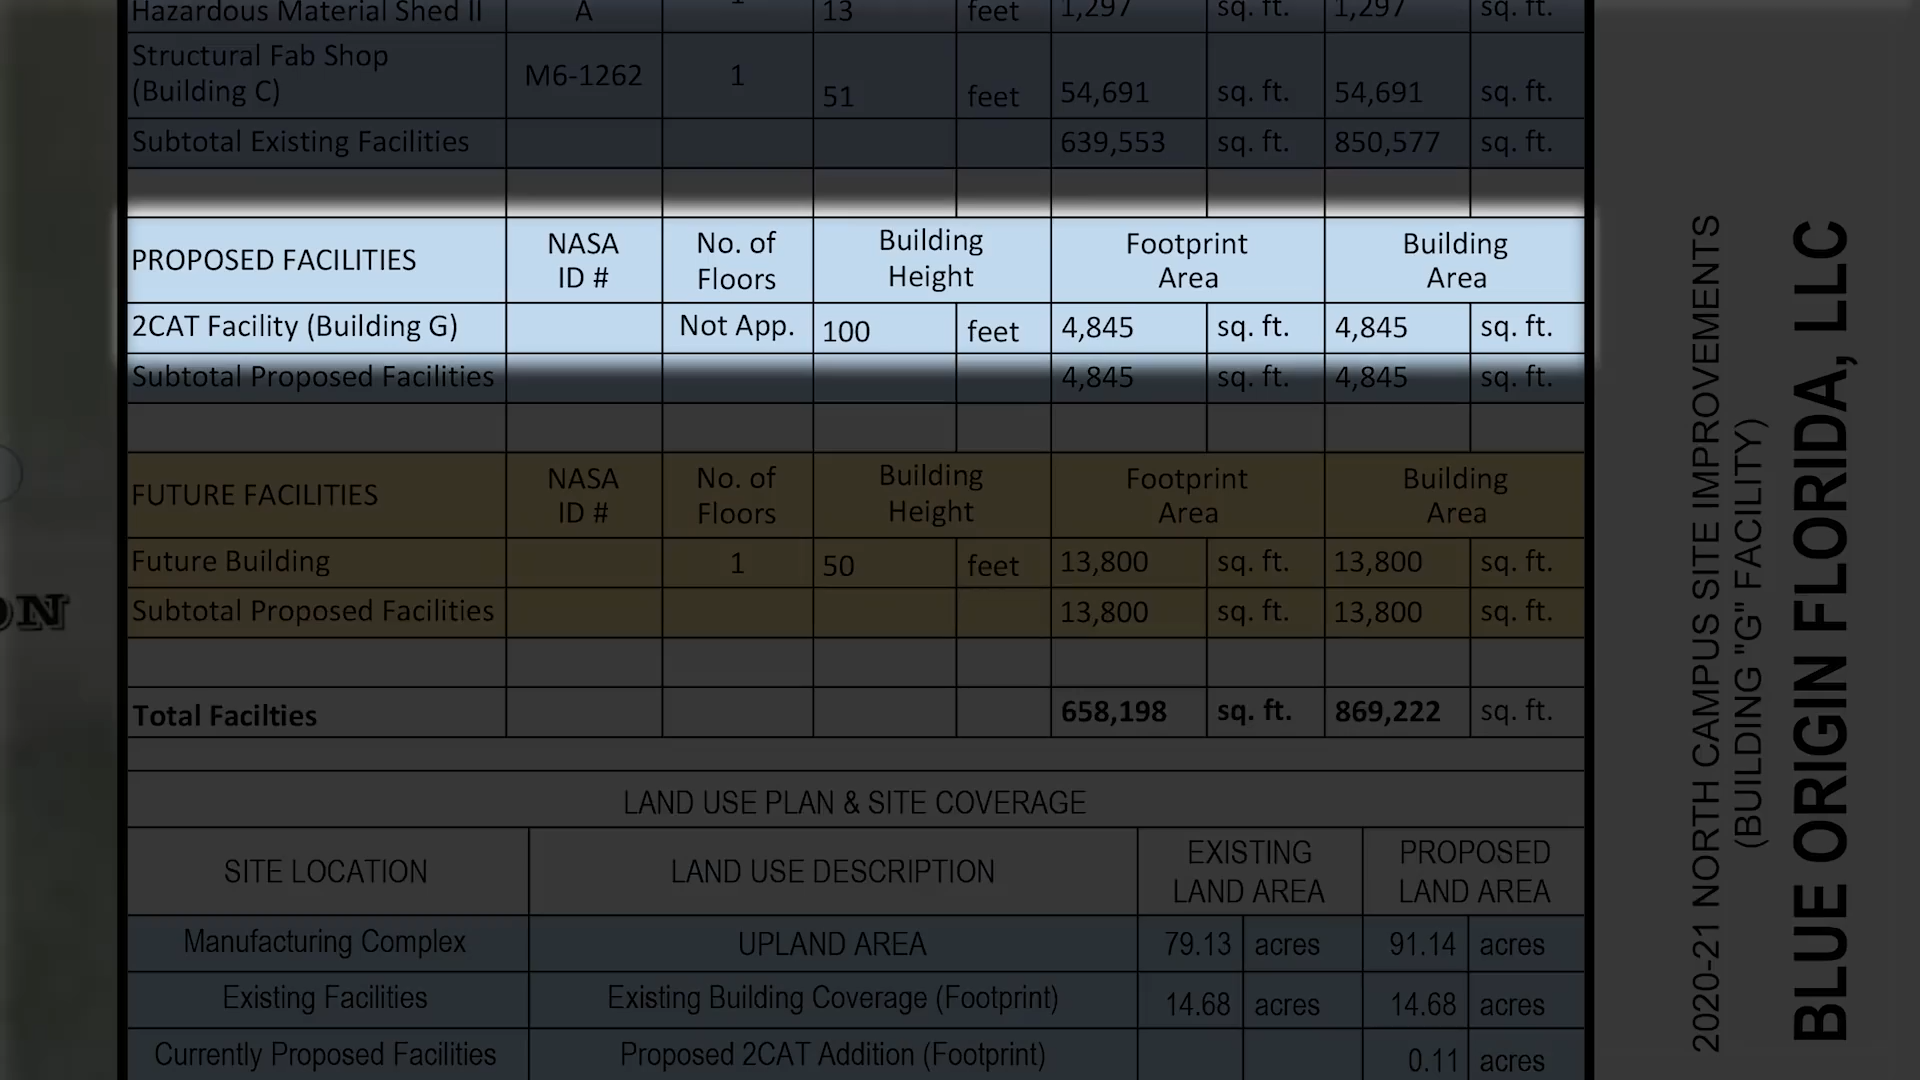 Hazardous Material Shed II A 13 feet 1,297 sq. ft. 1,297 sq. ft.
Structural Fab Shop (Building C) M6-1262 1 51 feet 54,691 sq. ft. 54,691 sq. ft.
Subtotal Existing Facilities 639,553 sq. ft. 850,577 sq. ft.
PROPOSED FACILITIES NASA ID # No. of Floors Building Height Footprint Area Building Area
2CAT Facility (Building G) Not App. 100 feet 4,845 sq. ft. 4,845 sq. ft.
Subtotal Proposed Facilities 4,845 sq. ft. 4,845 sq. ft.
FUTURE FACILITIES NASA ID # No. of Floors Building Height Footprint Area Building Area
Future Building 1 50 feet 13,800 sq. ft. 13,800 sq. ft.
Subtotal Proposed Facilities 13,800 sq. ft. 13,800 sq. ft.
Total Facilties 658,198 sq. ft. 869,222 sq. ft.
LAND USE PLAN & SITE COVERAGE
SITE LOCATION LAND USE DESCRIPTION EXISTING LAND AREA PROPOSED LAND AREA
Manufacturing Complex UPLAND AREA 79.13 acres 91.14 acres
Existing Facilities Existing Building Coverage (Footprint) 14.68 acres 14.68 acres
Currently Proposed Facilities Proposed 2CAT Addition (Footprint) 0.11 acres
2020-21 NORTH CAMPUS SITE IMPROVEMENTS
(BUILDING "G" FACILITY)
BLUE ORIGIN FLORIDA, LLC